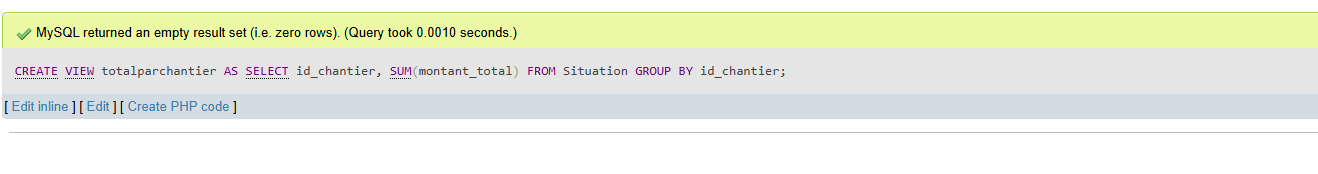 MySQL returned an empty result set (i.e. zero rows). (Query took 0.0010 seconds.)
CREATE VIEW totalparchantier AS SELECT id_chantier, SUM(montant_total) FROM Situation GROUP BY id_chantier;
[ Edit inline ] [ Edit ] [ Create PHP code ]